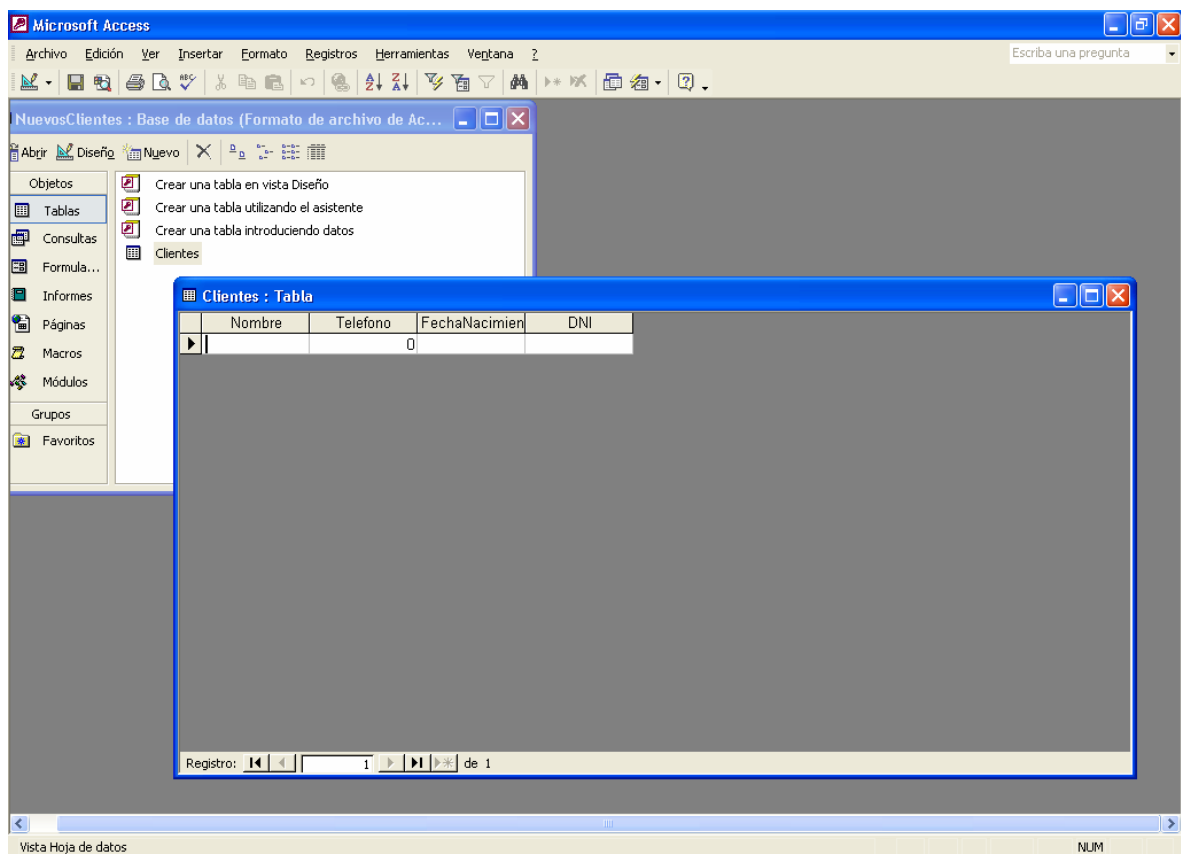 Microsoft Access
Archivo Edición Ver Insertar Formato Registros Herramientas Ventana ? Escriba una pregunta
NuevosClientes : Base de datos (Formato de archivo de Ac...
Abrir Diseño Nuevo
Objetos
Tablas
Consultas
Formula...
Informes
Páginas
Macros
Módulos
Grupos
Favoritos
Crear una tabla en vista Diseño
Crear una tabla utilizando el asistente
Crear una tabla introduciendo datos
Clientes
Clientes : Tabla
Nombre Telefono FechaNacimien DNI
0
Registro: 1 de 1
Vista Hoja de datos NUM